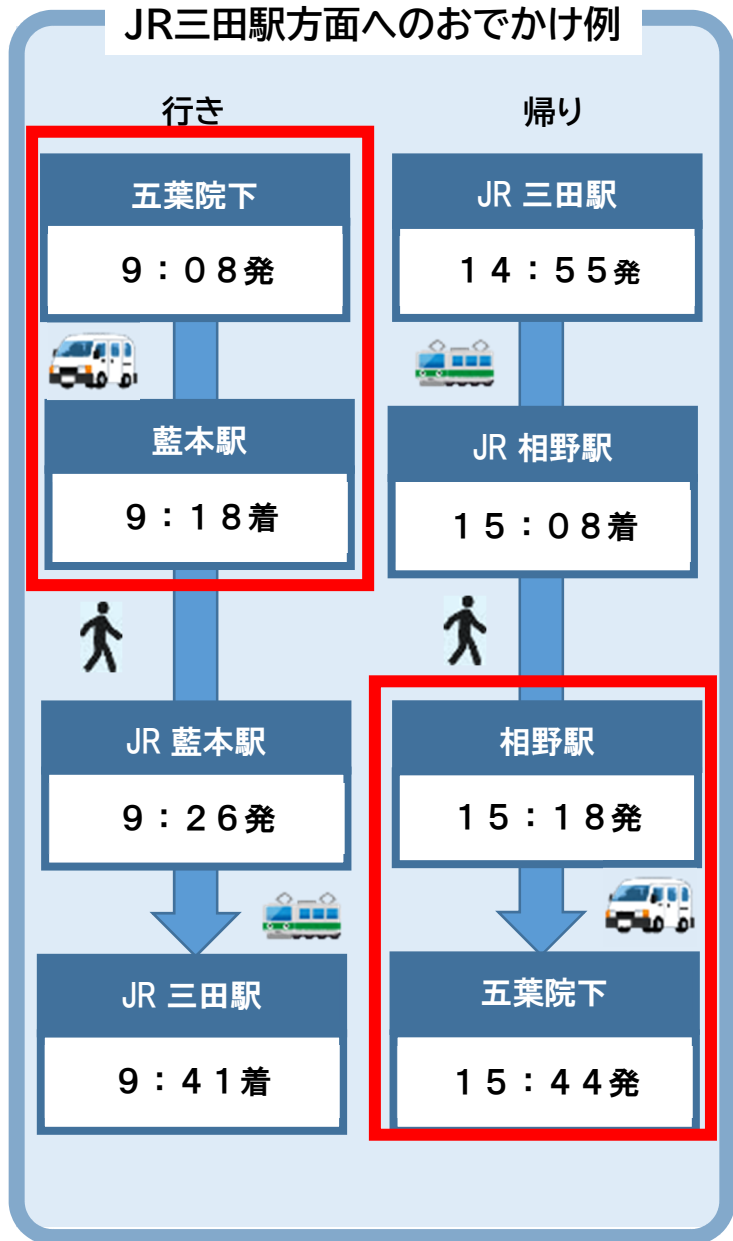 JR三田駅方面へのおでかけ例
行き
五葉院下
９：０８発
藍本駅
９：１８着
JR 藍本駅
９：２６発
JR 三田駅
９：４１着
帰り
JR 三田駅
１４：５５発
JR 相野駅
１５：０８着
相野駅
１５：１８発
五葉院下
１５：４４発